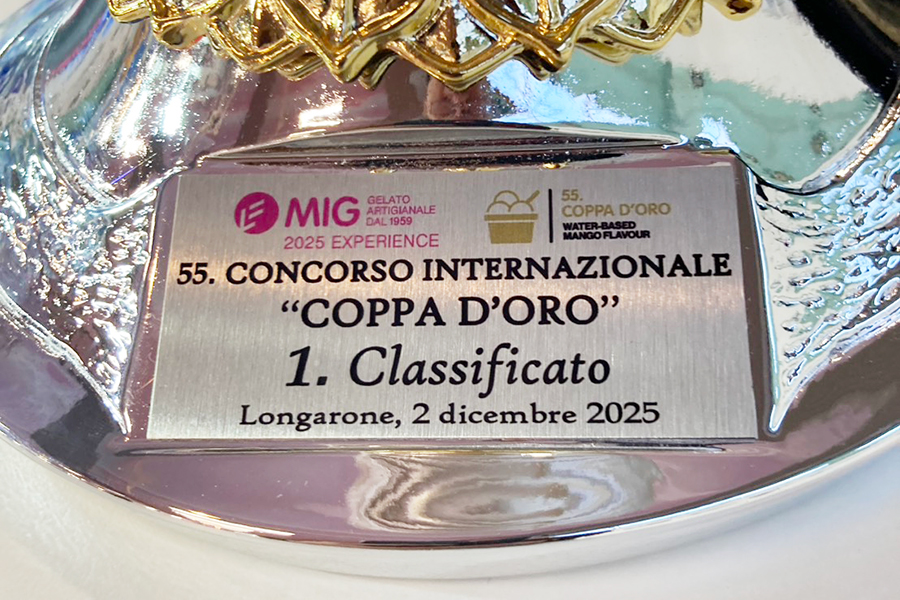 MIG GELATO
ARTIGIANALE
DAL 1959
2025 EXPERIENCE
55.
COPPA D'ORO
WATER-BASED
MANGO FLAVOUR
55. CONCORSO INTERNAZIONALE
“COPPA D’ORO”
1. Classificato
Longarone, 2 dicembre 2025